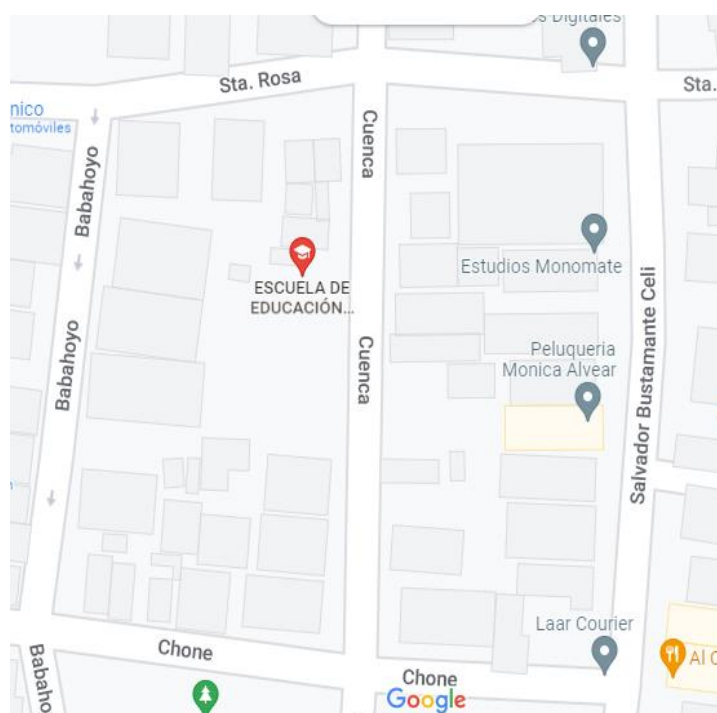 s Digitales
Sta. Rosa
Sta.
nico
tomóviles
Cuenca
Babahoyo
Estudios Monomate
ESCUELA DE
EDUCACIÓN...
Cuenca
Peluqueria
Monica Alvear
Babahoyo
Salvador Bustamante Celi
Laar Courier
Chone
Babaho
Chone
Al C
Google